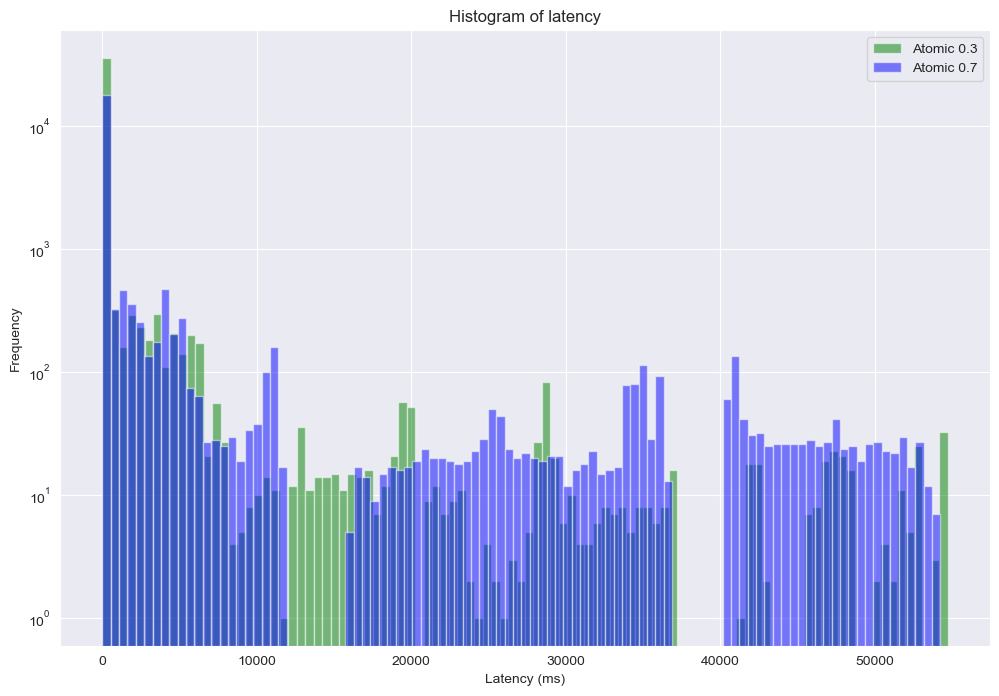 Histogram of latency
Atomic 0.3
Atomic 0.7
Frequency
10^4
10^3
10^2
10^1
10^0
0 10000 20000 30000 40000 50000
Latency (ms)